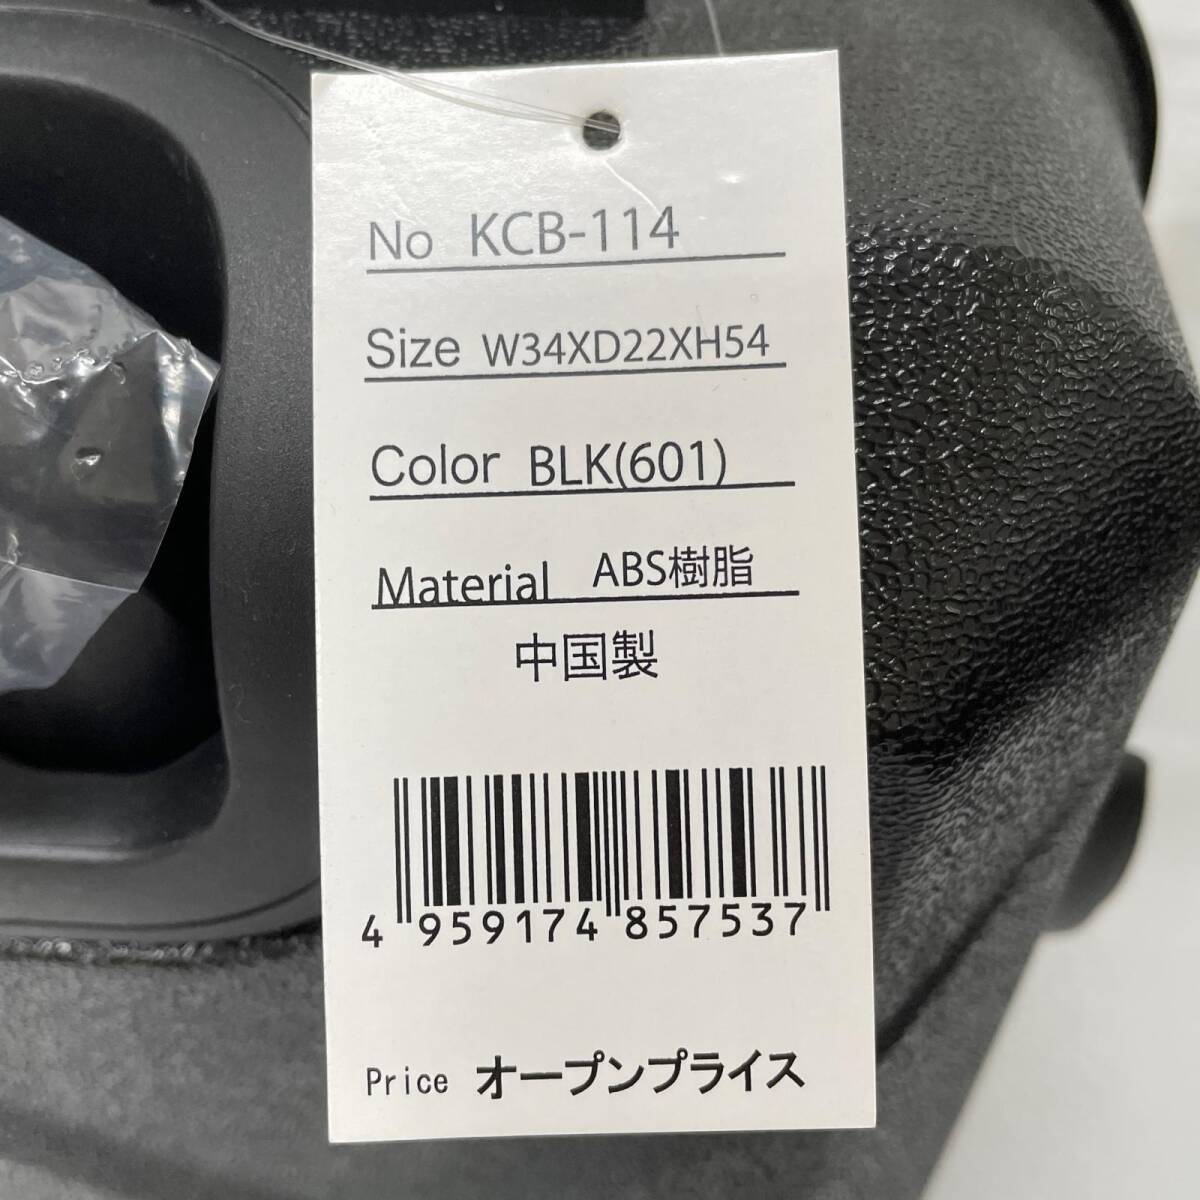 No KCB-114
Size W34XD22XH54
Color BLK(601)
Material ABS樹脂
中国製
4 959174 857537
Price オープンプライス